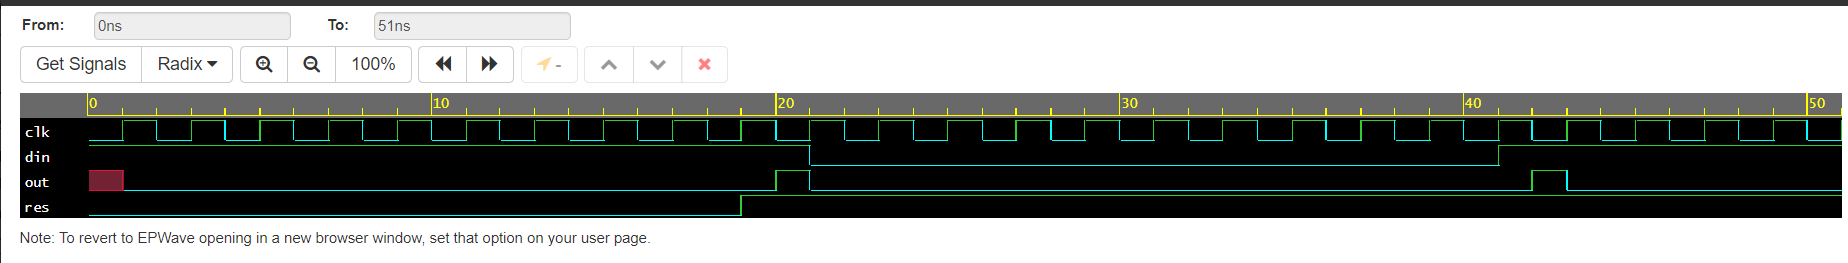 From: 0ns To: 51ns
Get Signals Radix 100% -
0 10 20 30 40 50
clk
din
out
res
Note: To revert to EPWave opening in a new browser window, set that option on your user page.